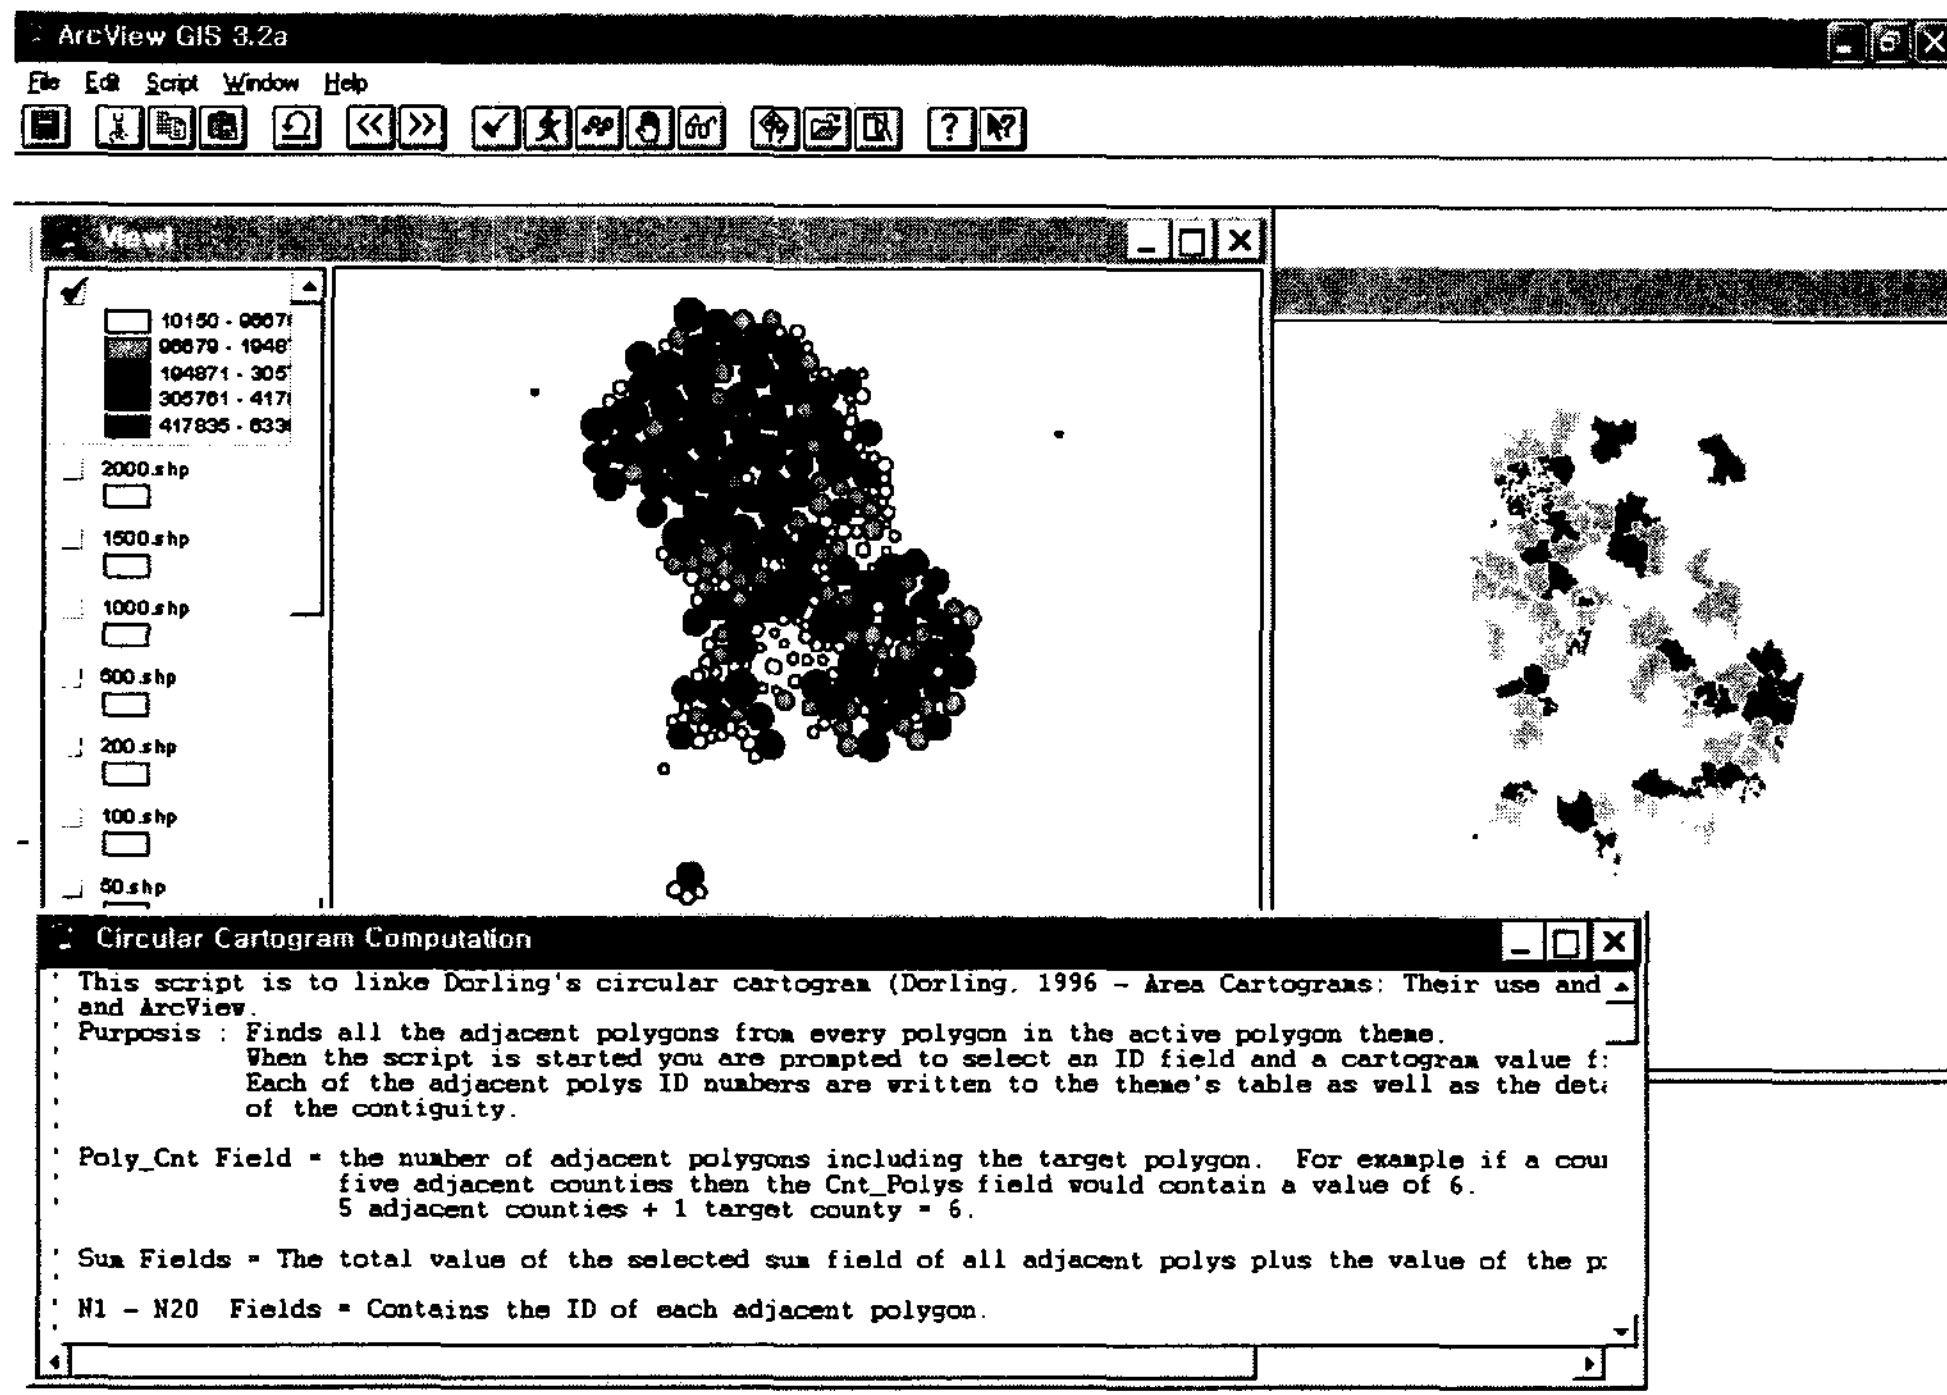 ArcView GIS 3.2a
File Edit Script Window Help
View1
10150 - 9667
96679 - 1948
194871 - 305
305761 - 417
417835 - 633
2000.shp
1500.shp
1000.shp
500.shp
200.shp
100.shp
50.shp
Circular Cartogram Computation
' This script is to linke Dorling's circular cartogram (Dorling, 1996 - Area Cartograms: Their use and
' and ArcView.
' Purposis : Finds all the adjacent polygons from every polygon in the active polygon theme.
' When the script is started you are prompted to select an ID field and a cartogram value f
' Each of the adjacent polys ID numbers are written to the theme's table as well as the det
' of the contiguity.
'
' Poly_Cnt Field = the number of adjacent polygons including the target polygon. For example if a cou
' five adjacent counties then the Cnt_Polys field would contain a value of 6.
' 5 adjacent counties + 1 target county = 6.
'
' Sum Fields = The total value of the selected sum field of all adjacent polys plus the value of the p
'
' N1 - N20 Fields = Contains the ID of each adjacent polygon.